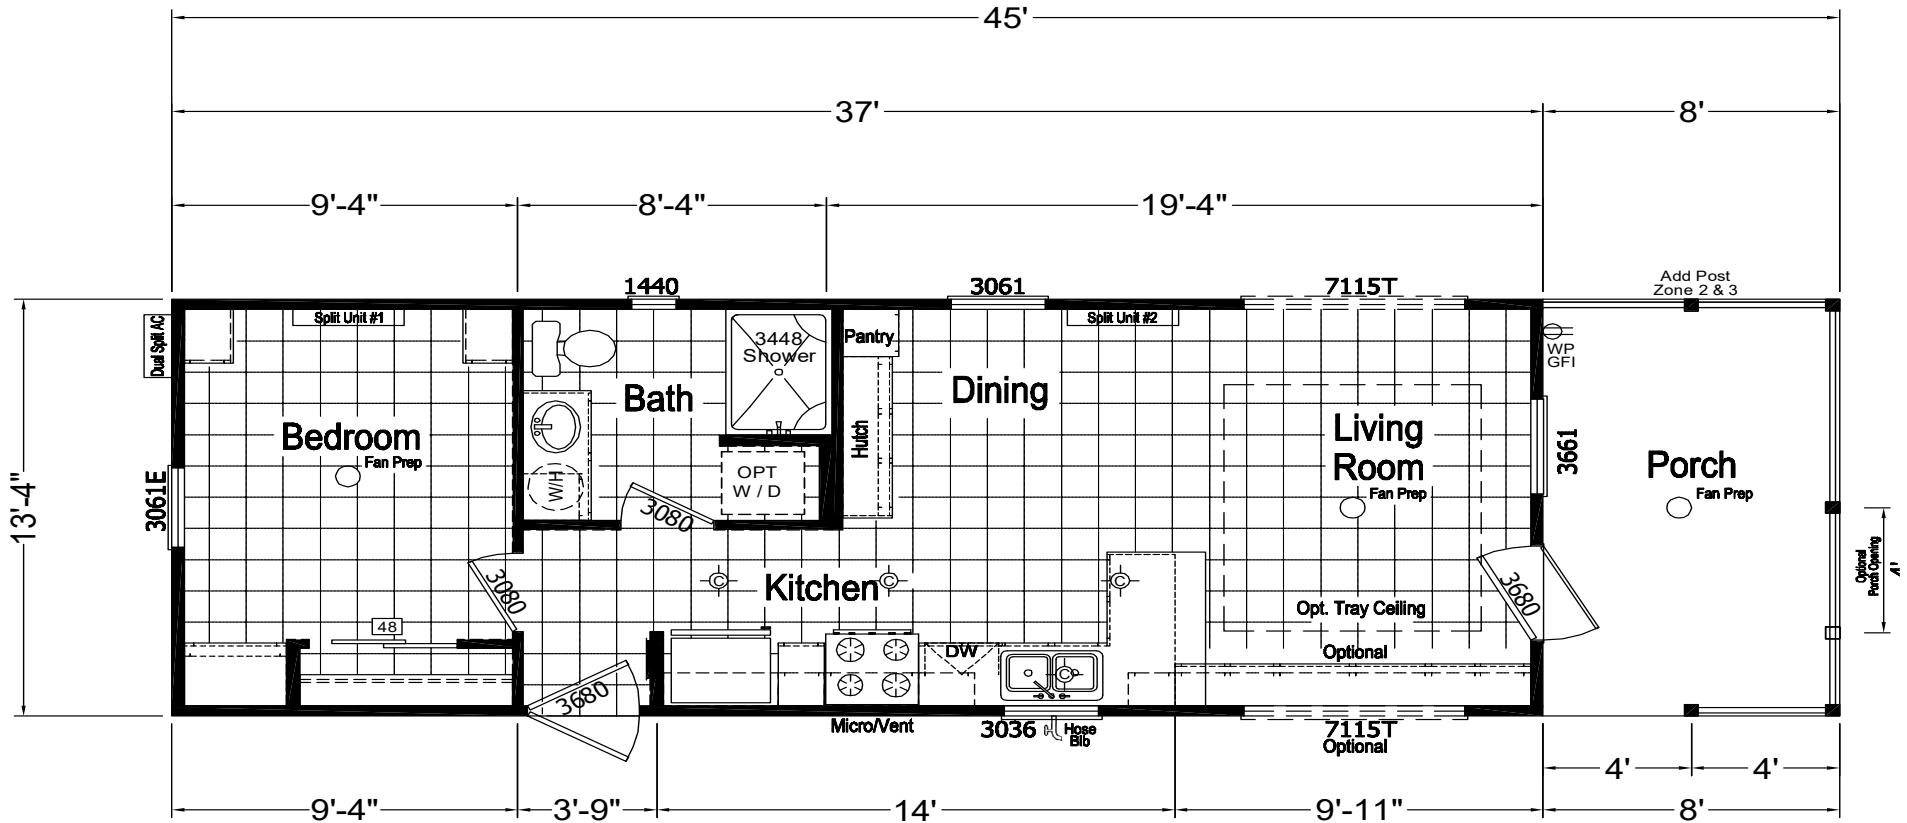 45'
37'
8'
9'-4"
8'-4"
19'-4"
Add Post
Zone 2 & 3
1440
3061
7115T
Dual Split AC
Split Unit #1
Split Unit #2
3448
Shower
Pantry
WP
GFI
Bath
Dining
Hutch
Bedroom
Fan Prep
Living
Room
Fan Prep
3661
Porch
Fan Prep
13'-4"
3061E
W/H
OPT
W / D
3080
3080
Kitchen
C
C
C
Opt. Tray Ceiling
3680
Optional
Porch Opening
4'
48
DW
C
Optional
3680
Micro/Vent
3036
Hose
Bib
7115T
Optional
4'
4'
9'-4"
3'-9"
14'
9'-11"
8'